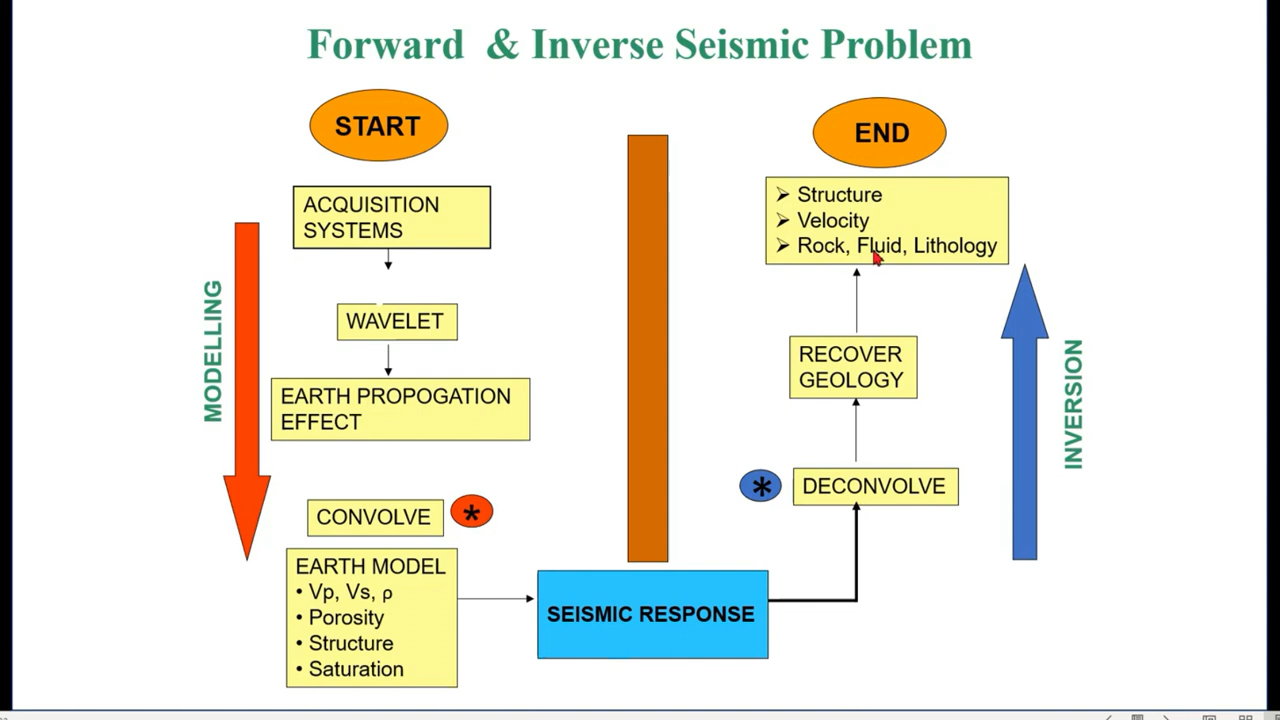 Forward & Inverse Seismic Problem
START
ACQUISITION
SYSTEMS
WAVELET
EARTH PROPOGATION
EFFECT
CONVOLVE
*
EARTH MODEL
• Vp, Vs, ρ
• Porosity
• Structure
• Saturation
MODELLING
SEISMIC RESPONSE
END
➢ Structure
➢ Velocity
➢ Rock, Fluid, Lithology
RECOVER
GEOLOGY
*
DECONVOLVE
INVERSION